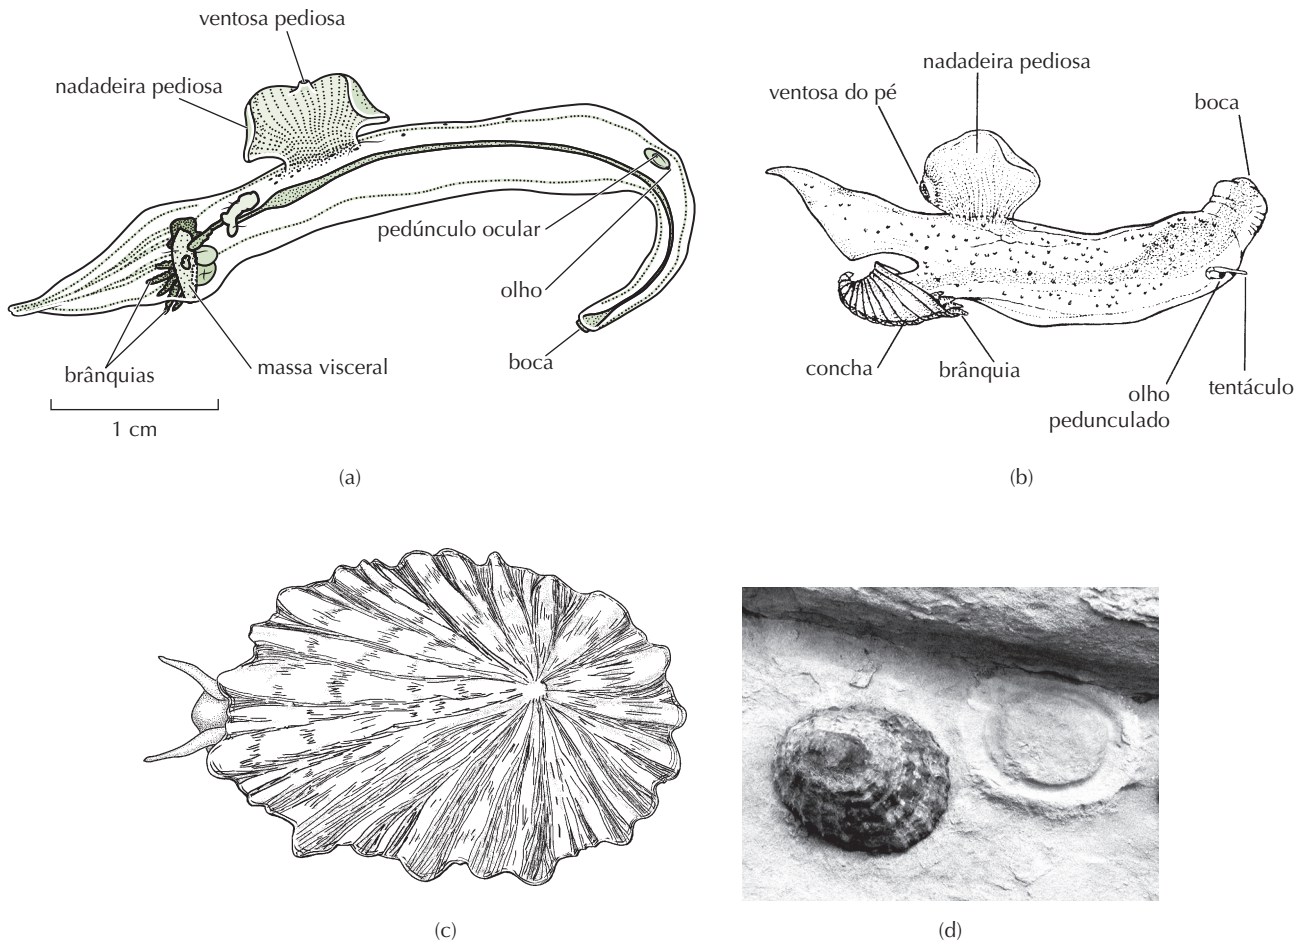 ventosa pediosa
nadadeira pediosa
pedúnculo ocular
olho
boca
brânquias
massa visceral
1 cm
(a)
nadadeira pediosa
ventosa do pé
boca
concha
brânquia
olho
pedunculado
tentáculo
(b)
(c)
(d)